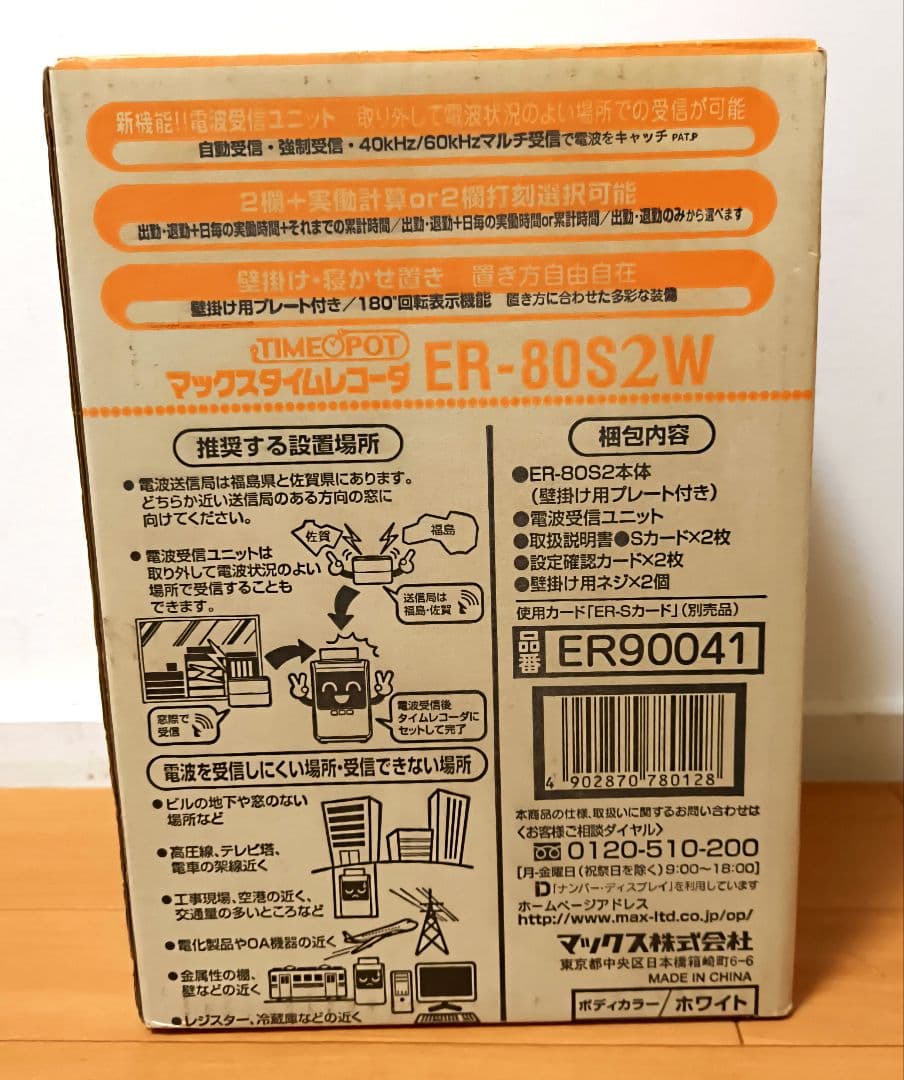 新機能!!電波受信ユニット 取り外して電波状況のよい場所での受信が可能
自動受信・強制受信・40kHz/60kHzマルチ受信で電波をキャッチ PAT.P
2欄+実働計算or2欄打刻選択可能
出勤・退勤+日毎の実働時間+それまでの累計時間/出勤・退勤+日毎の実働時間or累計時間/出勤・退勤のみから選べます
壁掛け・寝かせ置き 置き方自由自在
壁掛け用プレート付き/180°回転表示機能 置き方に合わせた多彩な装備
TIMEPOT
マックスタイムレコーダ ER-80S2W
推奨する設置場所
●電波送信局は福島県と佐賀県にあります。
どちらか近い送信局のある方向の窓に
向けてください。
佐賀
福島
●電波受信ユニットは
取り外して電波状況のよい
場所で受信することも
できます。
送信局は
福島・佐賀
窓際で
受信
電波受信後
タイムレコーダに
セットして完了
電波を受信しにくい場所・受信できない場所
●ビルの地下や窓のない
場所など
●高圧線、テレビ塔、
電車の架線近く
●工事現場、空港の近く、
交通量の多いところなど
●電化製品やOA機器の近く
●金属性の棚、
壁などの近く
●レジスター、冷蔵庫などの近く
梱包内容
●ER-80S2本体
(壁掛け用プレート付き)
●電波受信ユニット
●取扱説明書●Sカード×2枚
●設定確認カード×2枚
●壁掛け用ネジ×2個
使用カード「ER-Sカード」(別売品)
品番 ER90041
4 902870 780128
本商品の仕様、取扱いに関するお問い合わせは
〈お客様ご相談ダイヤル〉
0120-510-200
[月-金曜日(祝祭日を除く)9:00〜18:00]
D「ナンバー・ディスプレイ」を利用しています
ホームページアドレス
http://www.max-ltd.co.jp/op/
マックス株式会社
東京都中央区日本橋箱崎町6-6
MADE IN CHINA
ボディカラー/ホワイト